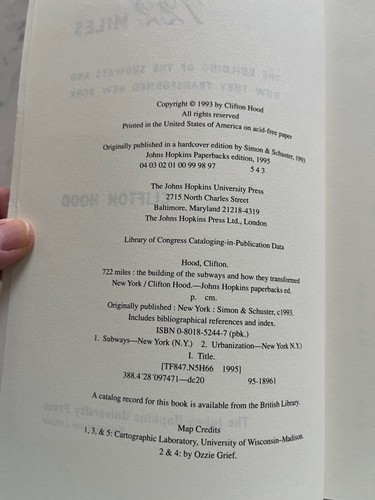 Copyright © 1993 by Clifton Hood
All rights reserved
Printed in the United States of America on acid-free paper
Originally published in a hardcover edition by Simon & Schuster, 1993
Johns Hopkins Paperbacks edition, 1995
04 03 02 01 00 99 98 97 5 4 3
The Johns Hopkins University Press
2715 North Charles Street
Baltimore, Maryland 21218-4319
The Johns Hopkins Press Ltd., London
Library of Congress Cataloging-in-Publication Data
Hood, Clifton.
722 miles : the building of the subways and how they transformed
New York / Clifton Hood.—Johns Hopkins paperbacks ed.
p. cm.
Originally published : New York : Simon & Schuster, c1993.
Includes bibliographical references and index.
ISBN 0-8018-5244-7 (pbk.)
1. Subways—New York (N.Y.) 2. Urbanization—New York N.Y.)
I. Title.
[TF847.N5H66 1995]
388.4′28′097471—dc20 95-18961
A catalog record for this book is available from the British Library.
Map Credits
1, 3, & 5: Cartographic Laboratory, University of Wisconsin–Madison
2 & 4: by Ozzie Grief.